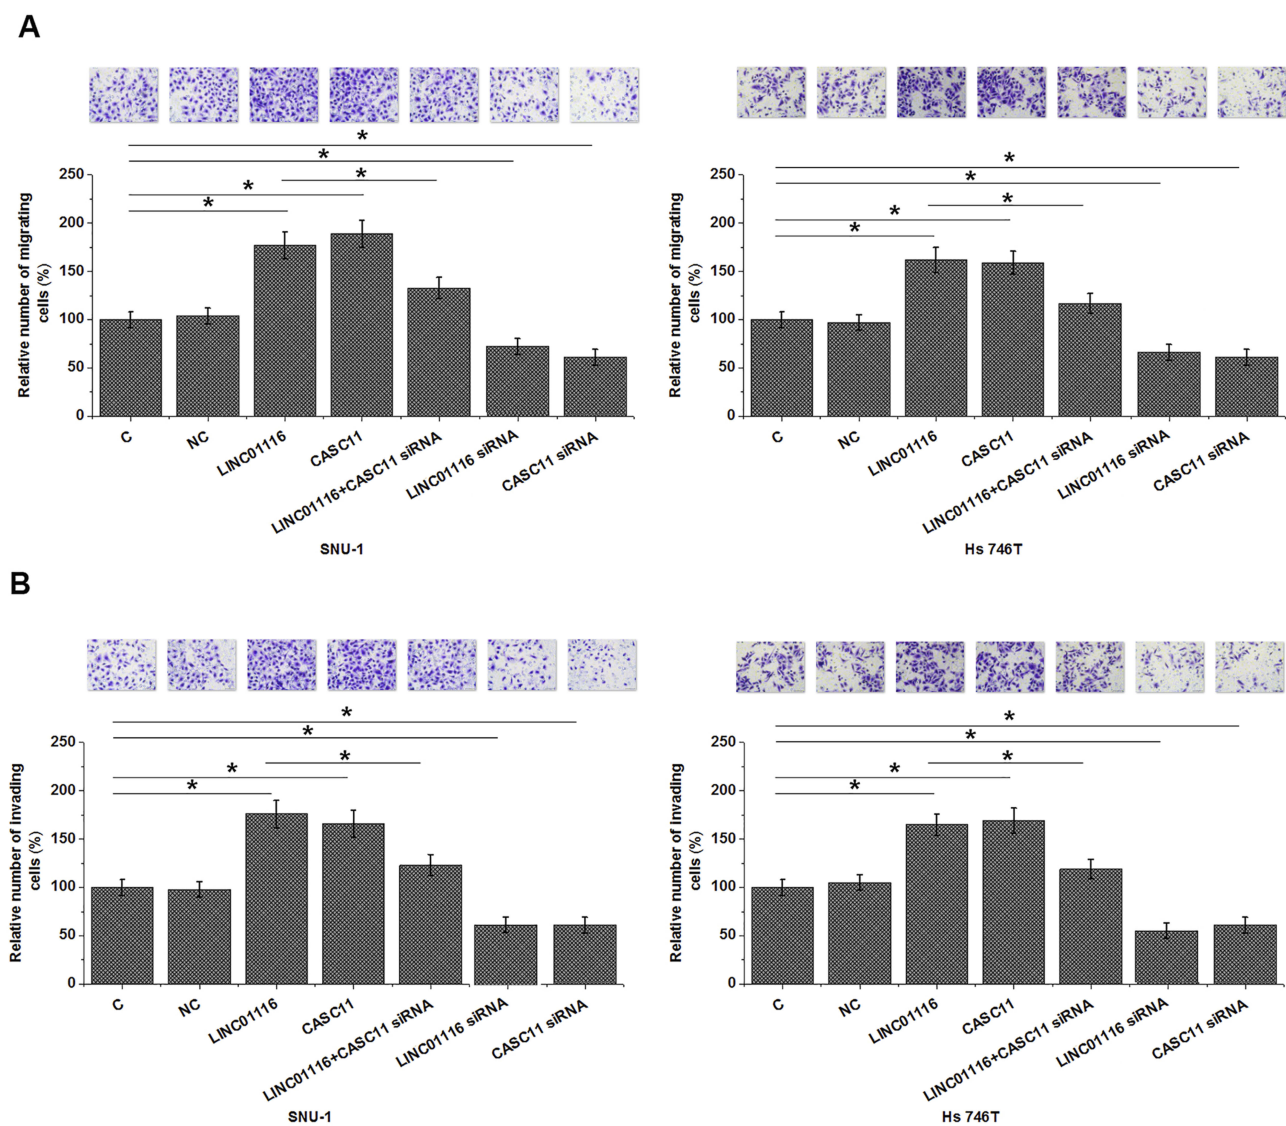 A
*
*
*
*
*
250
200
150
100
50
0
Relative number of migrating
cells (%)
C
NC
LINC01116
CASC11
LINC01116+CASC11 siRNA
LINC01116 siRNA
CASC11 siRNA
SNU-1
*
*
*
*
*
250
200
150
100
50
0
Relative number of migrating
cells (%)
C
NC
LINC01116
CASC11
LINC01116+CASC11 siRNA
LINC01116 siRNA
CASC11 siRNA
Hs 746T
B
*
*
*
*
*
250
200
150
100
50
0
Relative number of invading
cells (%)
C
NC
LINC01116
CASC11
LINC01116+CASC11 siRNA
LINC01116 siRNA
CASC11 siRNA
SNU-1
*
*
*
*
*
250
200
150
100
50
0
Relative number of invading
cells (%)
C
NC
LINC01116
CASC11
LINC01116+CASC11 siRNA
LINC01116 siRNA
CASC11 siRNA
Hs 746T